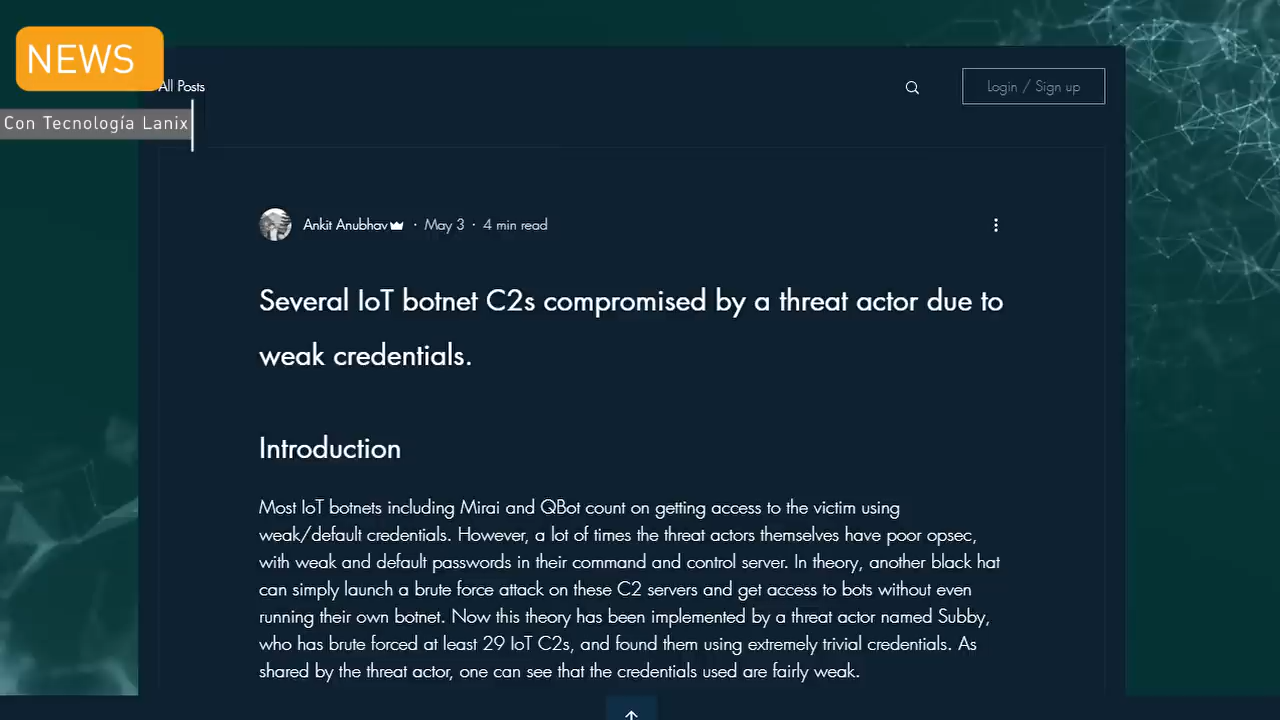 NEWS
All Posts
Login / Sign up
Con Tecnología Lanix
Ankit Anubhav · May 3 · 4 min read
Several IoT botnet C2s compromised by a threat actor due to
weak credentials.
Introduction
Most IoT botnets including Mirai and QBot count on getting access to the victim using
weak/default credentials. However, a lot of times the threat actors themselves have poor opsec,
with weak and default passwords in their command and control server. In theory, another black hat
can simply launch a brute force attack on these C2 servers and get access to bots without even
running their own botnet. Now this theory has been implemented by a threat actor named Subby,
who has brute forced at least 29 IoT C2s, and found them using extremely trivial credentials. As
shared by the threat actor, one can see that the credentials used are fairly weak.